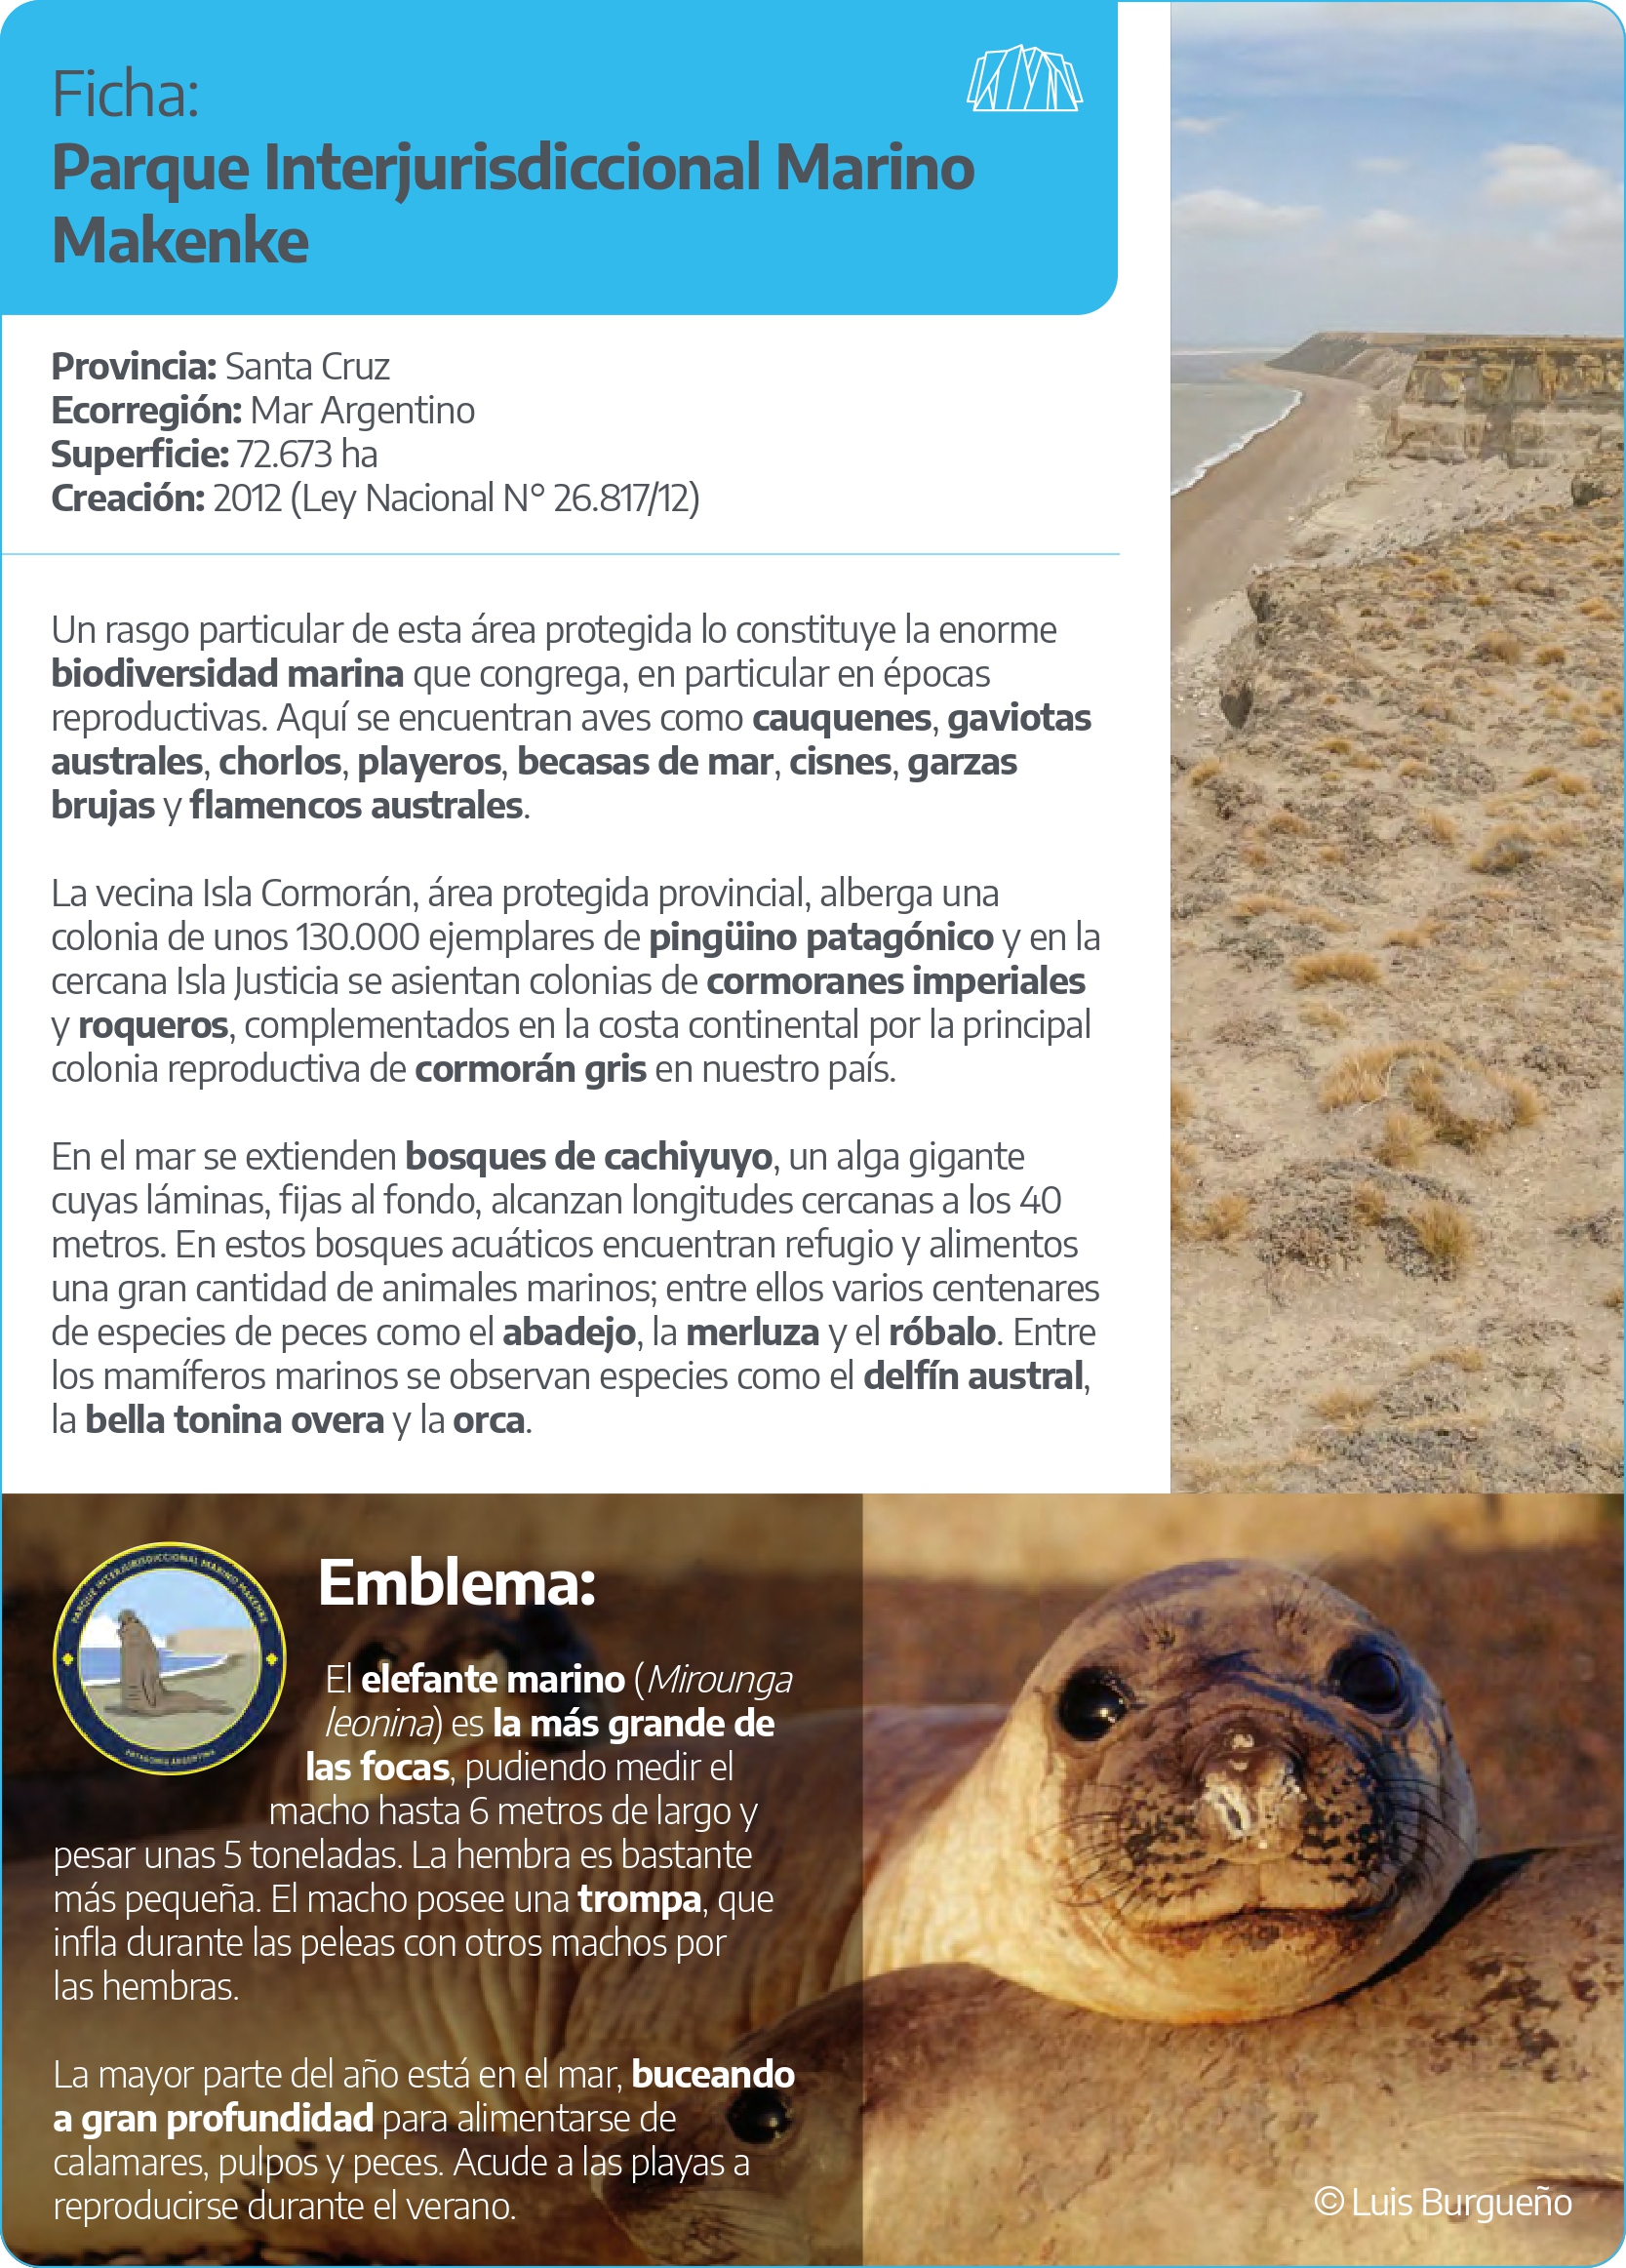 Ficha:
Parque Interjurisdiccional Marino
Makenke
Provincia: Santa Cruz
Ecorregión: Mar Argentino
Superficie: 72.673 ha
Creación: 2012 (Ley Nacional N° 26.817/12)
Un rasgo particular de esta área protegida lo constituye la enorme
biodiversidad marina que congrega, en particular en épocas
reproductivas. Aquí se encuentran aves como cauquenes, gaviotas
australes, chorlos, playeros, becasas de mar, cisnes, garzas
brujas y flamencos australes.
La vecina Isla Cormorán, área protegida provincial, alberga una
colonia de unos 130.000 ejemplares de pingüino patagónico y en la
cercana Isla Justicia se asientan colonias de cormoranes imperiales
y roqueros, complementados en la costa continental por la principal
colonia reproductiva de cormorán gris en nuestro país.
En el mar se extienden bosques de cachiyuyo, un alga gigante
cuyas láminas, fijas al fondo, alcanzan longitudes cercanas a los 40
metros. En estos bosques acuáticos encuentran refugio y alimentos
una gran cantidad de animales marinos; entre ellos varios centenares
de especies de peces como el abadejo, la merluza y el róbalo. Entre
los mamíferos marinos se observan especies como el delfín austral,
la bella tonina overa y la orca.
PARQUE INTERJURISDICCIONAL MARINO MAKENKE
PATAGONIA ARGENTINA
Emblema:
El elefante marino (Mirounga
leonina) es la más grande de
las focas, pudiendo medir el
macho hasta 6 metros de largo y
pesar unas 5 toneladas. La hembra es bastante
más pequeña. El macho posee una trompa, que
infla durante las peleas con otros machos por
las hembras.
La mayor parte del año está en el mar, buceando
a gran profundidad para alimentarse de
calamares, pulpos y peces. Acude a las playas a
reproducirse durante el verano.
© Luis Burgueño